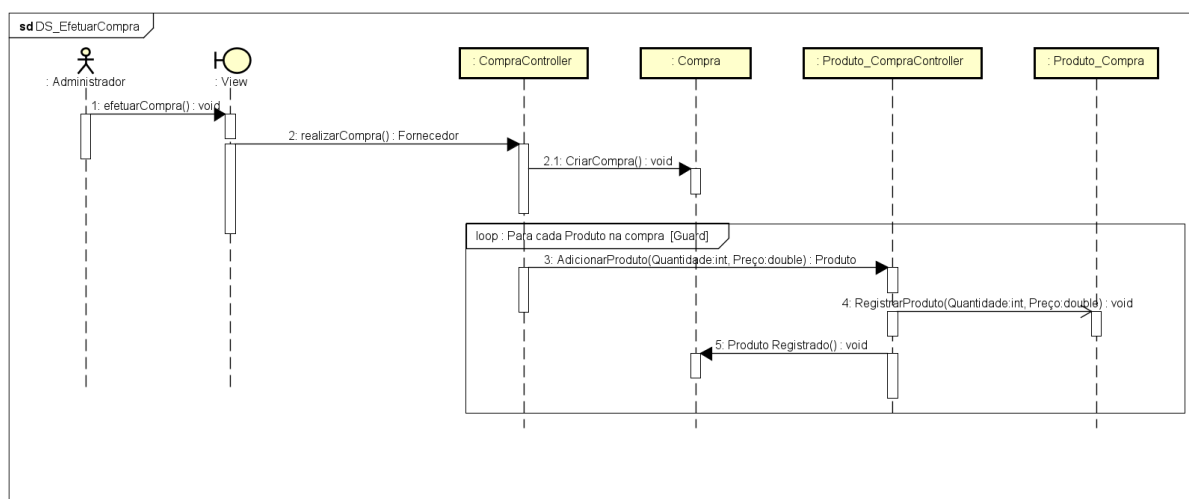 sd DS_EfetuarCompra
: Administrador
: View
: CompraController
: Compra
: Produto_CompraController
: Produto_Compra
1: efetuarCompra() : void
2: realizarCompra() : Fornecedor
2.1: CriarCompra() : void
loop : Para cada Produto na compra [Guard]
3: AdicionarProduto(Quantidade:int, Preço:double) : Produto
4: RegistrarProduto(Quantidade:int, Preço:double) : void
5: Produto Registrado() : void